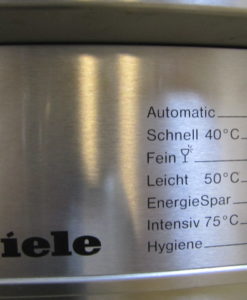 Automatic
Schnell 40°C
Fein
Leicht 50°C
EnergieSpar
Intensiv 75°C
Hygiene
iele